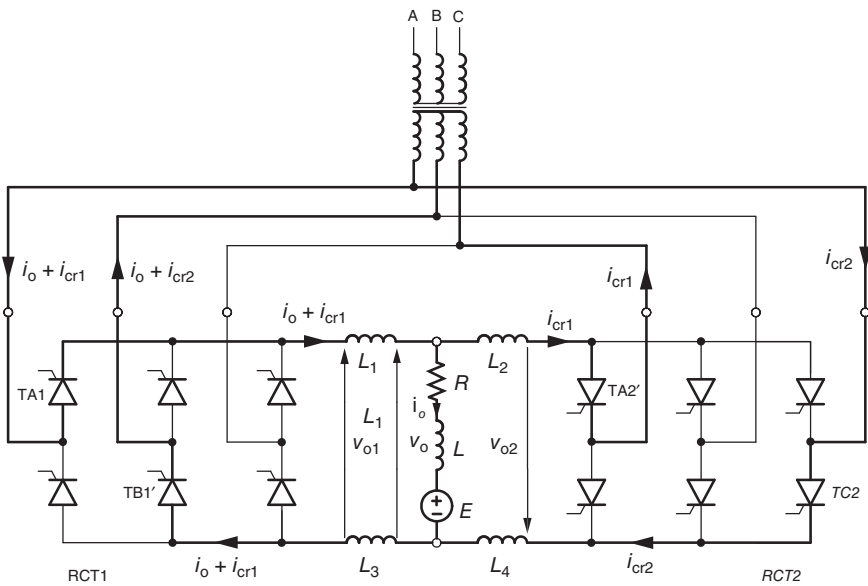 A B C
i_o + i_cr1
i_o + i_cr2
i_cr1
i_cr2
i_o + i_cr1
i_cr1
L_1
L_2
TA1
R
TA2′
L_1
i_o
v_o1
v_o
L
v_o2
TB1′
E
TC2
i_o + i_cr1
L_3
L_4
i_cr2
RCT1
RCT2